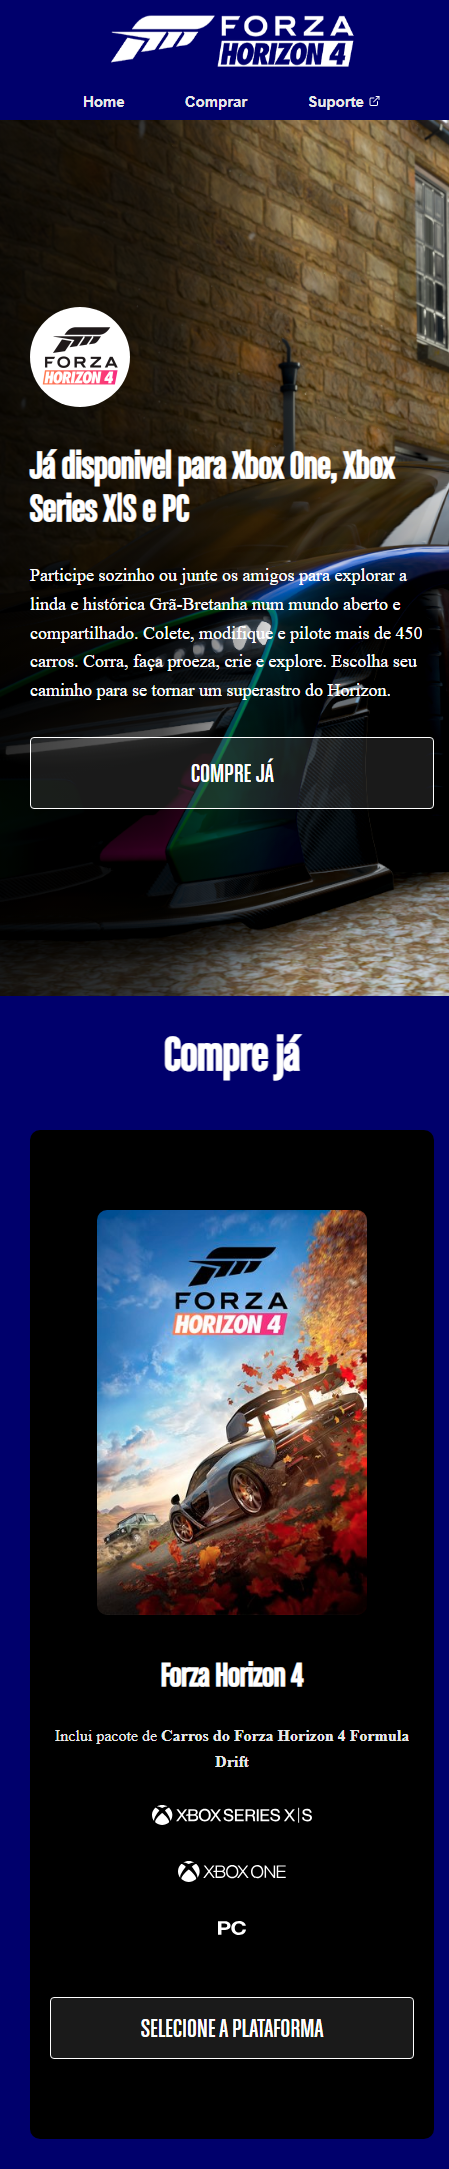 FORZA
HORIZON 4
Home Comprar Suporte
FORZA
HORIZON 4
Já disponivel para Xbox One, Xbox
Series X|S e PC
Participe sozinho ou junte os amigos para explorar a
linda e histórica Grã-Bretanha num mundo aberto e
compartilhado. Colete, modifique e pilote mais de 450
carros. Corra, faça proeza, crie e explore. Escolha seu
caminho para se tornar um superastro do Horizon.
COMPRE JÁ
Compre já
FORZA
HORIZON 4
Forza Horizon 4
Inclui pacote de Carros do Forza Horizon 4 Formula
Drift
XBOX SERIES X|S
XBOX ONE
PC
SELECIONE A PLATAFORMA